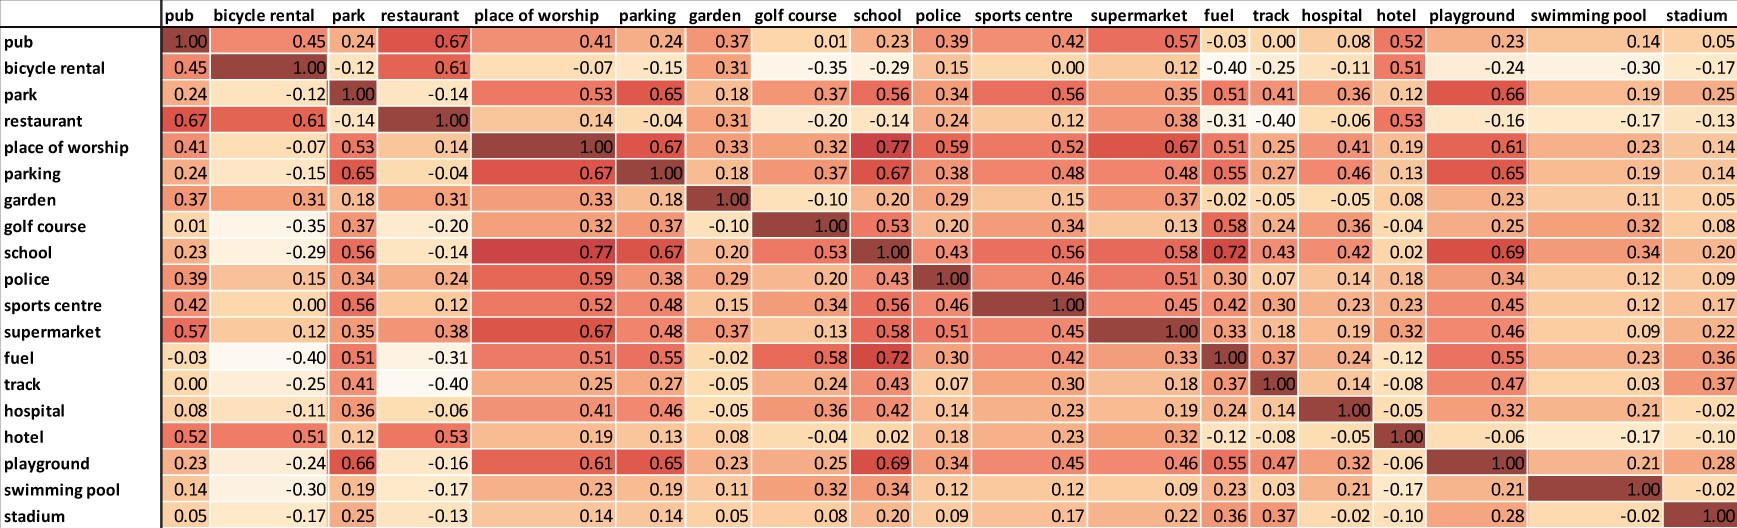 pub bicycle rental park restaurant place of worship parking garden golf course school police sports centre supermarket fuel track hospital hotel playground swimming pool stadium
pub 1.00 0.45 0.24 0.67 0.41 0.24 0.37 0.01 0.23 0.39 0.42 0.57 -0.03 0.00 0.08 0.52 0.23 0.14 0.05
bicycle rental 0.45 1.00 -0.12 0.61 -0.07 -0.15 0.31 -0.35 -0.29 0.15 0.00 0.12 -0.40 -0.25 -0.11 0.51 -0.24 -0.30 -0.17
park 0.24 -0.12 1.00 -0.14 0.53 0.65 0.18 0.37 0.56 0.34 0.56 0.35 0.51 0.41 0.36 0.12 0.66 0.19 0.25
restaurant 0.67 0.61 -0.14 1.00 0.14 -0.04 0.31 -0.20 -0.14 0.24 0.12 0.38 -0.31 -0.40 -0.06 0.53 -0.16 -0.17 -0.13
place of worship 0.41 -0.07 0.53 0.14 1.00 0.67 0.33 0.32 0.77 0.59 0.52 0.67 0.51 0.25 0.41 0.19 0.61 0.23 0.14
parking 0.24 -0.15 0.65 -0.04 0.67 1.00 0.18 0.37 0.67 0.38 0.48 0.48 0.55 0.27 0.46 0.13 0.65 0.19 0.14
garden 0.37 0.31 0.18 0.31 0.33 0.18 1.00 -0.10 0.20 0.29 0.15 0.37 -0.02 -0.05 -0.05 0.08 0.23 0.11 0.05
golf course 0.01 -0.35 0.37 -0.20 0.32 0.37 -0.10 1.00 0.53 0.20 0.34 0.13 0.58 0.24 0.36 -0.04 0.25 0.32 0.08
school 0.23 -0.29 0.56 -0.14 0.77 0.67 0.20 0.53 1.00 0.43 0.56 0.58 0.72 0.43 0.42 0.02 0.69 0.34 0.20
police 0.39 0.15 0.34 0.24 0.59 0.38 0.29 0.20 0.43 1.00 0.46 0.51 0.30 0.07 0.14 0.18 0.34 0.12 0.09
sports centre 0.42 0.00 0.56 0.12 0.52 0.48 0.15 0.34 0.56 0.46 1.00 0.45 0.42 0.30 0.23 0.23 0.45 0.12 0.17
supermarket 0.57 0.12 0.35 0.38 0.67 0.48 0.37 0.13 0.58 0.51 0.45 1.00 0.33 0.18 0.19 0.32 0.46 0.09 0.22
fuel -0.03 -0.40 0.51 -0.31 0.51 0.55 -0.02 0.58 0.72 0.30 0.42 0.33 1.00 0.37 0.24 -0.12 0.55 0.23 0.36
track 0.00 -0.25 0.41 -0.40 0.25 0.27 -0.05 0.24 0.43 0.07 0.30 0.18 0.37 1.00 0.14 -0.08 0.47 0.03 0.37
hospital 0.08 -0.11 0.36 -0.06 0.41 0.46 -0.05 0.36 0.42 0.14 0.23 0.19 0.24 0.14 1.00 -0.05 0.32 0.21 -0.02
hotel 0.52 0.51 0.12 0.53 0.19 0.13 0.08 -0.04 0.02 0.18 0.23 0.32 -0.12 -0.08 -0.05 1.00 -0.06 -0.17 -0.10
playground 0.23 -0.24 0.66 -0.16 0.61 0.65 0.23 0.25 0.69 0.34 0.45 0.46 0.55 0.47 0.32 -0.06 1.00 0.21 0.28
swimming pool 0.14 -0.30 0.19 -0.17 0.23 0.19 0.11 0.32 0.34 0.12 0.12 0.09 0.23 0.03 0.21 -0.17 0.21 1.00 -0.02
stadium 0.05 -0.17 0.25 -0.13 0.14 0.14 0.05 0.08 0.20 0.09 0.17 0.22 0.36 0.37 -0.02 -0.10 0.28 -0.02 1.00